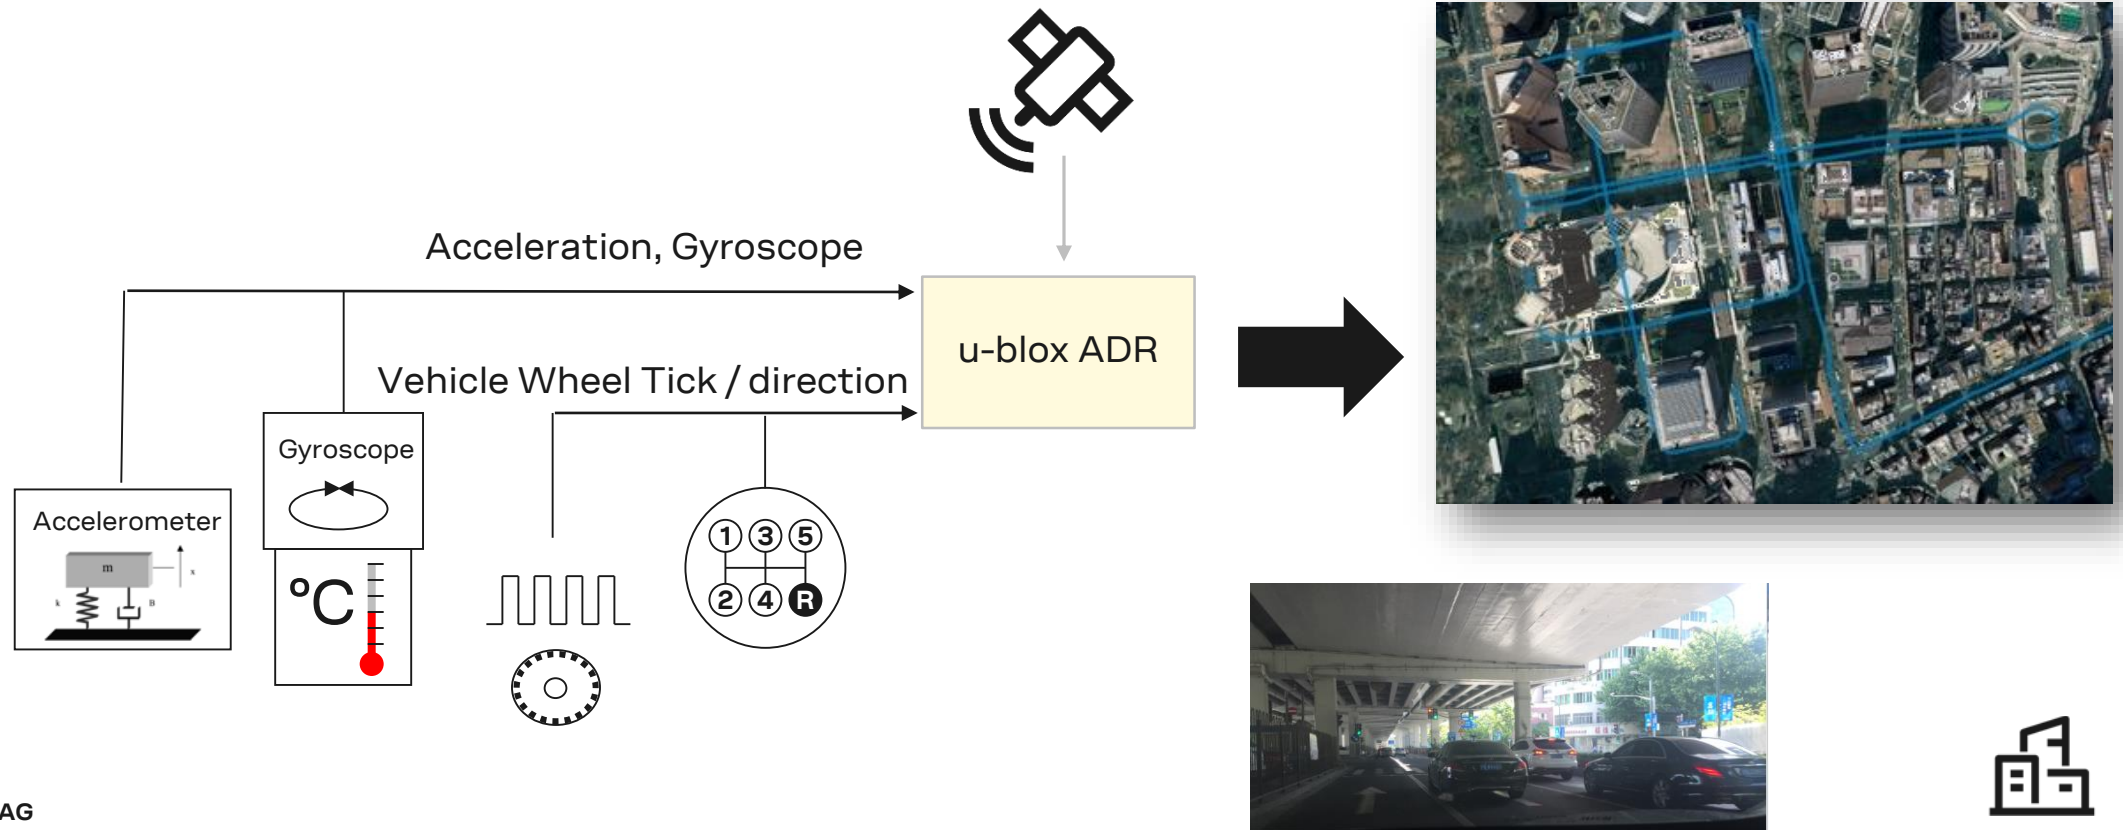 Acceleration, Gyroscope
u-blox ADR
Vehicle Wheel Tick / direction
Gyroscope
Accelerometer
m
x
k
B
°C
1 3 5
2 4 R
AG